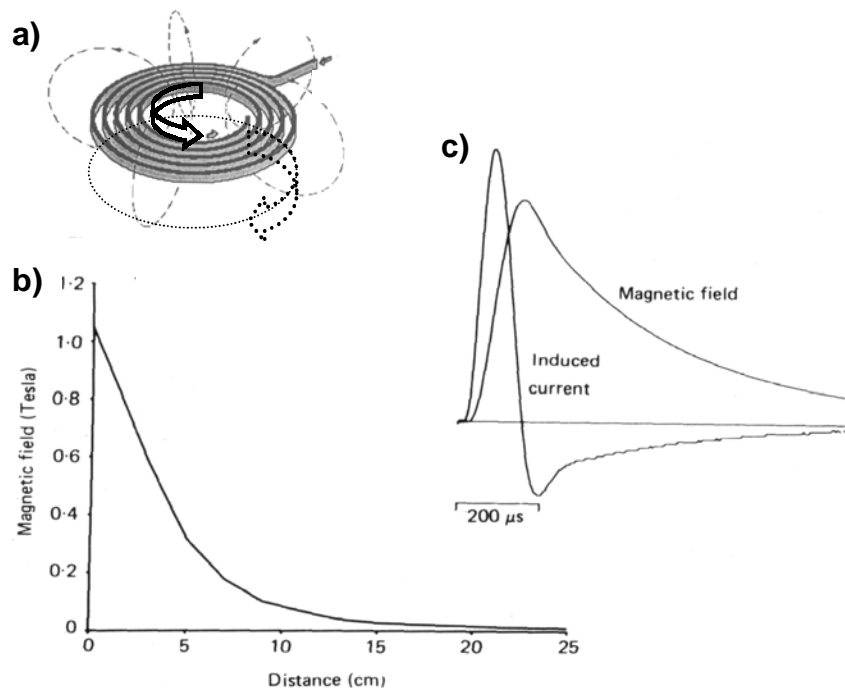 a)
b)
c)
Magnetic field
Induced
current
200 µs
1·2
1·0
0·8
0·6
0·4
0·2
0
Magnetic field (Tesla)
0
5
10
15
20
25
Distance (cm)